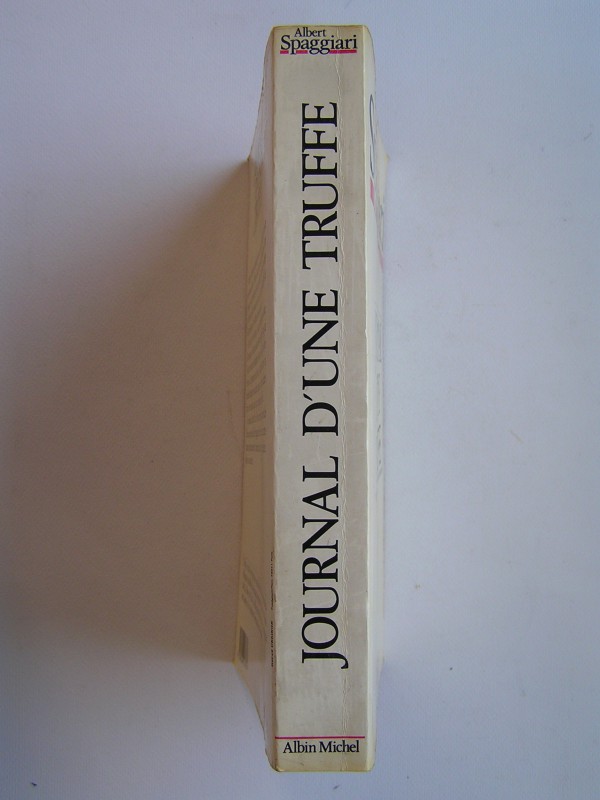 Albert
Spaggiari
JOURNAL D'UNE TRUFFE
Albin Michel